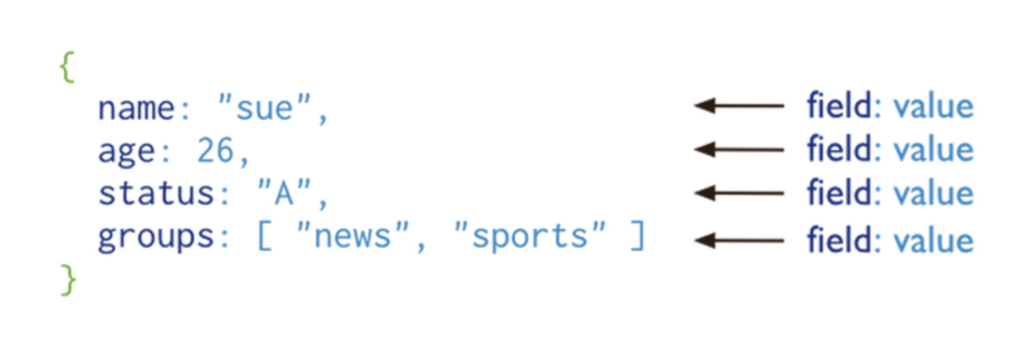 {
name: "sue", field: value
age: 26, field: value
status: "A", field: value
groups: [ "news", "sports" ] field: value
}